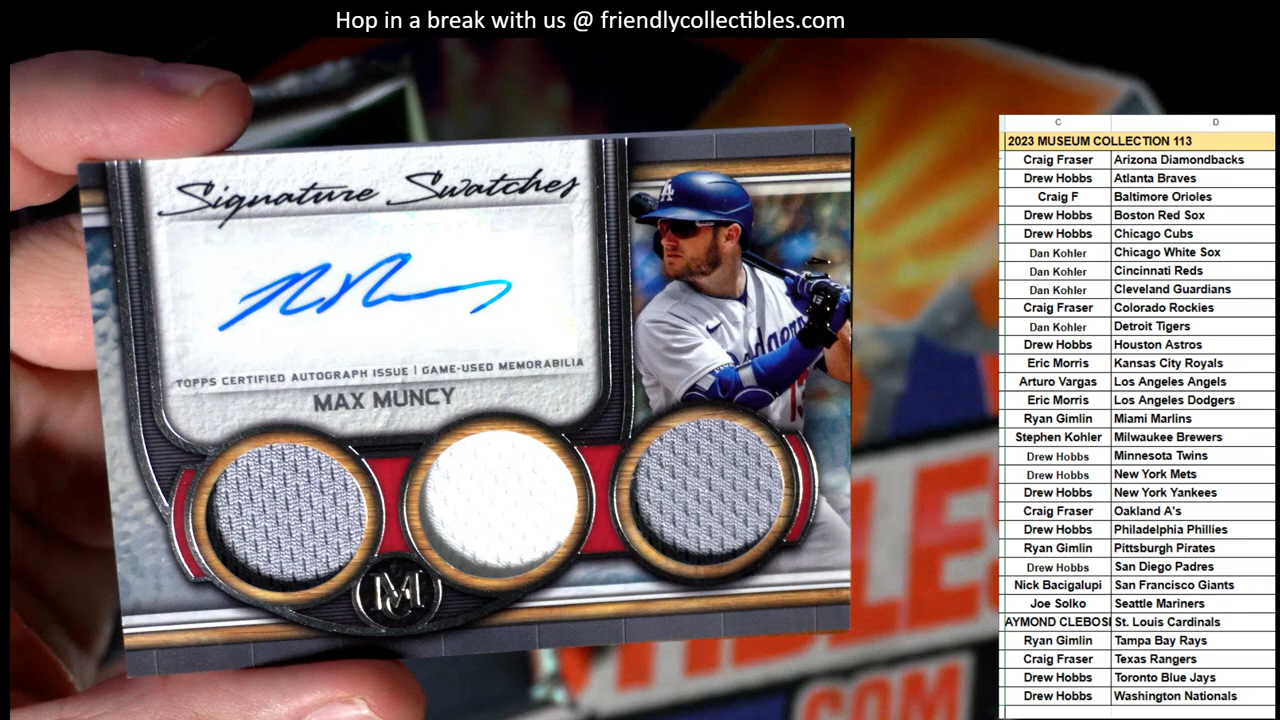 Hop in a break with us @ friendlycollectibles.com
Signature Swatches
TOPPS CERTIFIED AUTOGRAPH ISSUE | GAME-USED MEMORABILIA
MAX MUNCY
LA
Dodgers
13
M
BLES
.COM
C D
2023 MUSEUM COLLECTION 113
Craig Fraser Arizona Diamondbacks
Drew Hobbs Atlanta Braves
Craig F Baltimore Orioles
Drew Hobbs Boston Red Sox
Drew Hobbs Chicago Cubs
Dan Kohler Chicago White Sox
Dan Kohler Cincinnati Reds
Dan Kohler Cleveland Guardians
Craig Fraser Colorado Rockies
Dan Kohler Detroit Tigers
Drew Hobbs Houston Astros
Eric Morris Kansas City Royals
Arturo Vargas Los Angeles Angels
Eric Morris Los Angeles Dodgers
Ryan Gimlin Miami Marlins
Stephen Kohler Milwaukee Brewers
Drew Hobbs Minnesota Twins
Drew Hobbs New York Mets
Drew Hobbs New York Yankees
Craig Fraser Oakland A's
Drew Hobbs Philadelphia Phillies
Ryan Gimlin Pittsburgh Pirates
Drew Hobbs San Diego Padres
Nick Bacigalupi San Francisco Giants
Joe Solko Seattle Mariners
AYMOND CLEBOSI St. Louis Cardinals
Ryan Gimlin Tampa Bay Rays
Craig Fraser Texas Rangers
Drew Hobbs Toronto Blue Jays
Drew Hobbs Washington Nationals